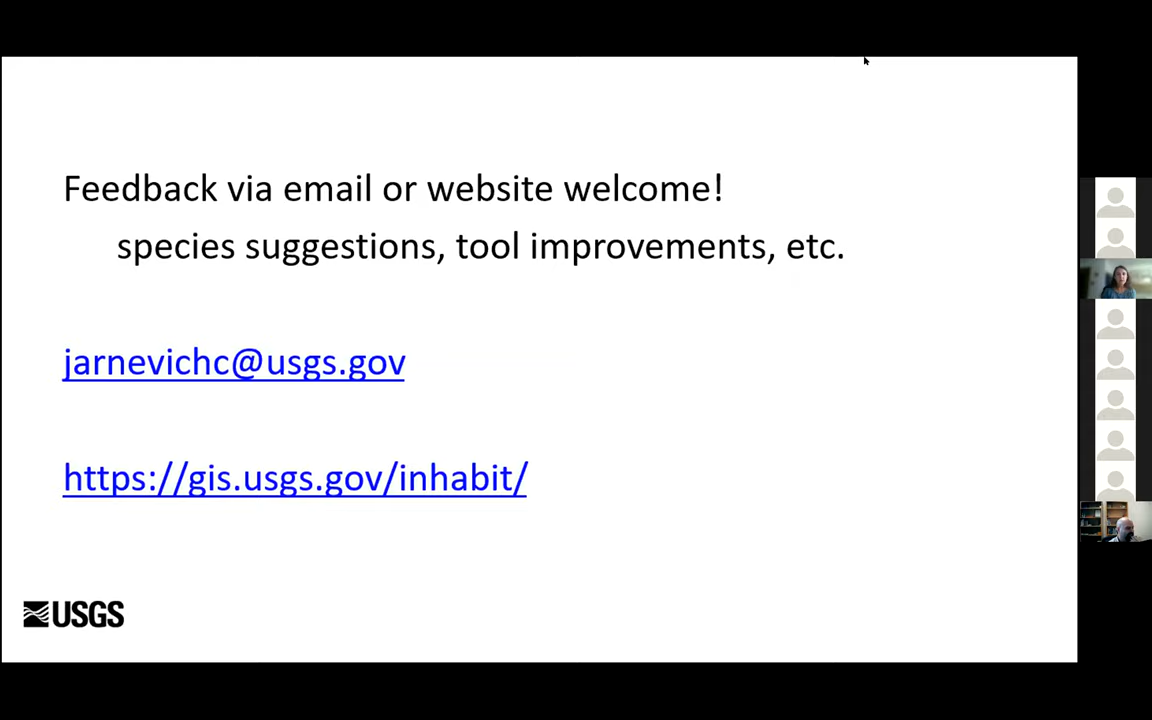 Feedback via email or website welcome!
species suggestions, tool improvements, etc.
jarnevichc@usgs.gov
https://gis.usgs.gov/inhabit/
USGS